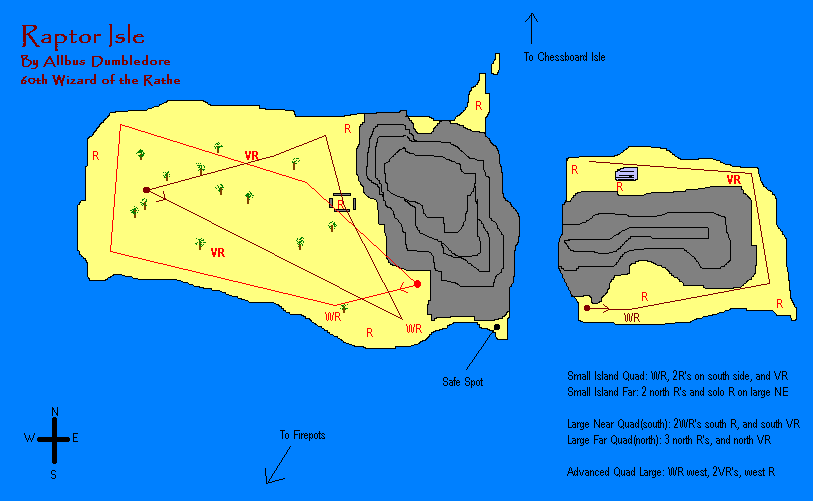 Raptor Isle
By Allbus Dumbledore
60th Wizard of the Rathe
To Chessboard Isle
R
R
R
VR
R
R
R
VR
VR
R
WR
R
WR
R
WR
R
Safe Spot
To Firepots
N
W
E
S
Small Island Quad: WR, 2R's on south side, and VR
Small Island Far: 2 north R's and solo R on large NE
Large Near Quad(south): 2WR's south R, and south VR
Large Far Quad(north): 3 north R's, and north VR
Advanced Quad Large: WR west, 2VR's, west R